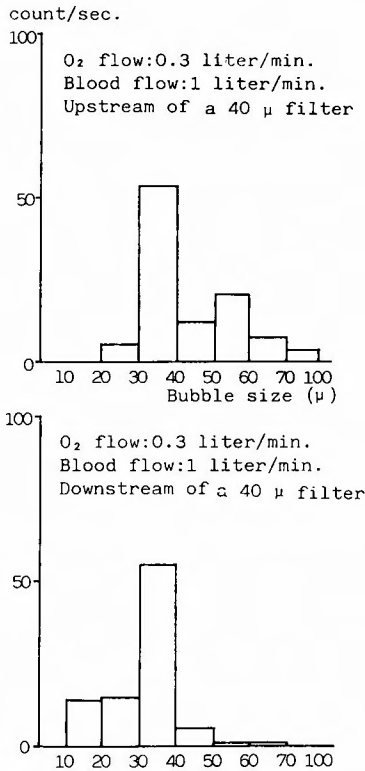 count/sec.
100
O₂ flow:0.3 liter/min.
Blood flow:1 liter/min.
Upstream of a 40 μ filter
50
0
10 20 30 40 50 60 70 100
Bubble size (μ)
100
O₂ flow:0.3 liter/min.
Blood flow:1 liter/min.
Downstream of a 40 μ filter
50
0
10 20 30 40 50 60 70 100